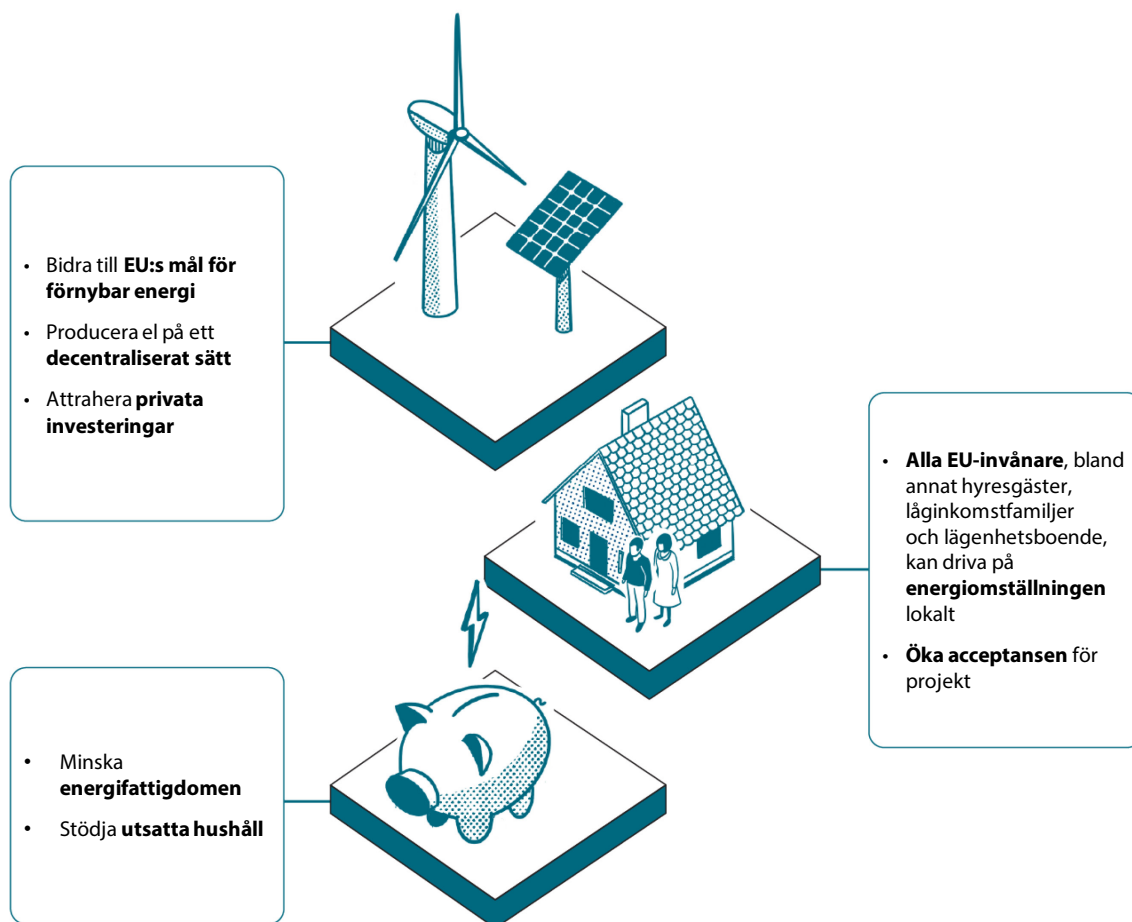 • Bidra till EU:s mål för
förnybar energi
• Producera el på ett
decentraliserat sätt
• Attrahera privata
investeringar
• Alla EU-invånare, bland
annat hyresgäster,
låginkomstfamiljer
och lägenhetsboende,
kan driva på
energiomställningen
lokalt
• Öka acceptansen för
projekt
• Minska
energifattigdomen
• Stödja utsatta hushåll